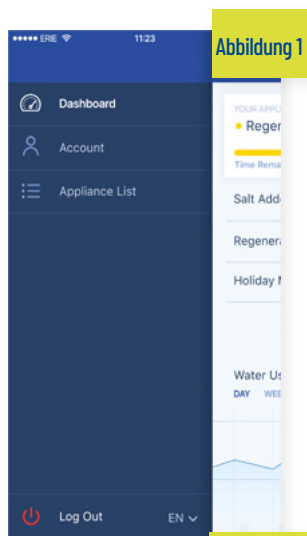 ERIE
11:23
Abbildung 1
Dashboard
Account
Appliance List
YOUR APPL
Reger
Time Rema
Salt Add
Regener
Holiday
Water Us
DAY WEE
Log Out
EN